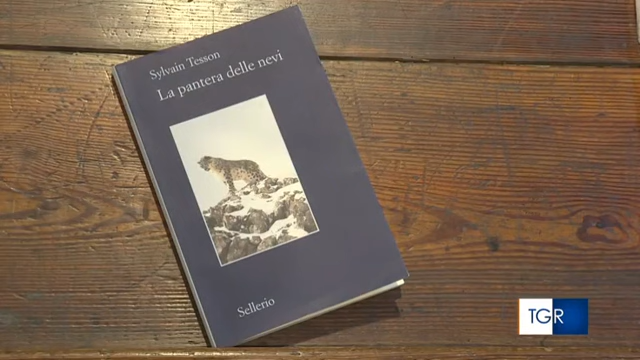 Sylvain Tesson
La pantera delle nevi
Sellerio
TGR